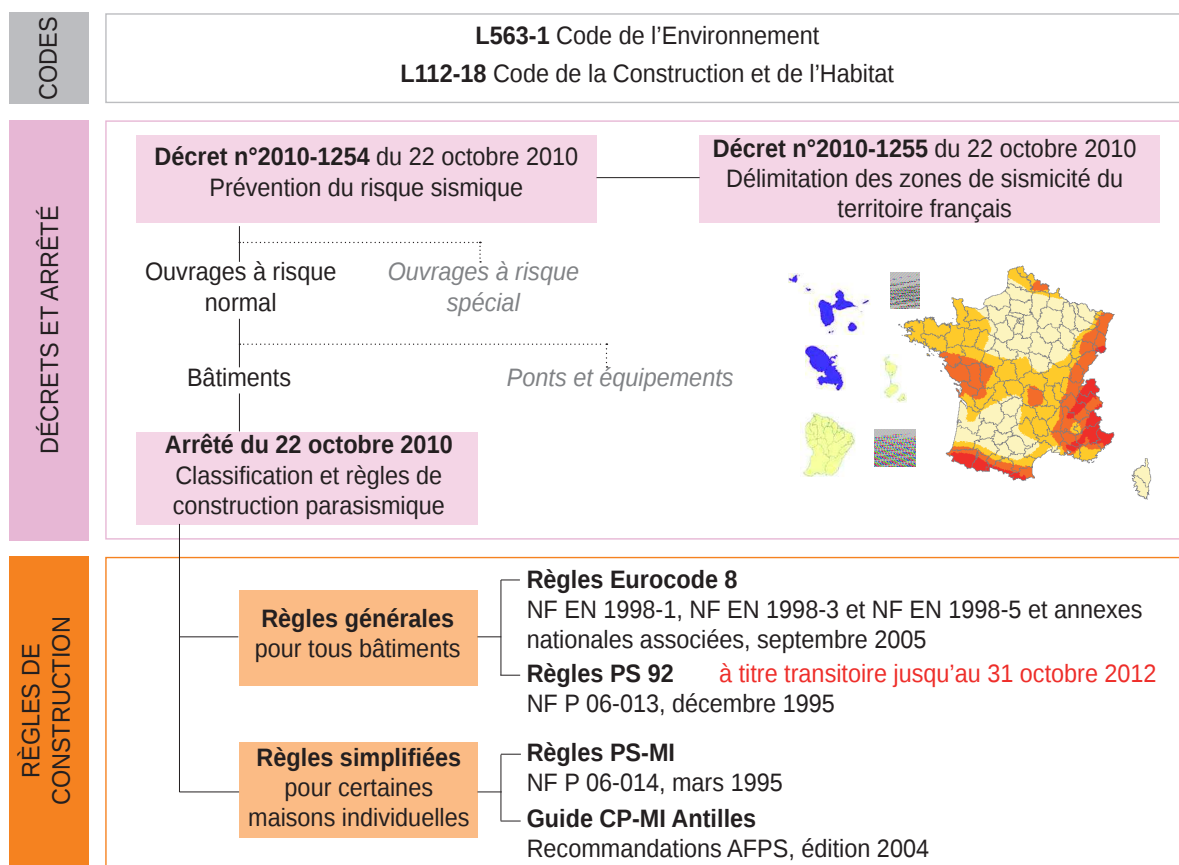 CODES
L563-1 Code de l’Environnement
L112-18 Code de la Construction et de l’Habitat
DÉCRETS ET ARRÊTÉ
Décret n°2010-1254 du 22 octobre 2010
Prévention du risque sismique
Décret n°2010-1255 du 22 octobre 2010
Délimitation des zones de sismicité du
territoire français
Ouvrages à risque
normal
Ouvrages à risque
spécial
Bâtiments
Ponts et équipements
Arrêté du 22 octobre 2010
Classification et règles de
construction parasismique
RÈGLES DE
CONSTRUCTION
Règles générales
pour tous bâtiments
Règles Eurocode 8
NF EN 1998-1, NF EN 1998-3 et NF EN 1998-5 et annexes
nationales associées, septembre 2005
Règles PS 92 à titre transitoire jusqu’au 31 octobre 2012
NF P 06-013, décembre 1995
Règles simplifiées
pour certaines
maisons individuelles
Règles PS-MI
NF P 06-014, mars 1995
Guide CP-MI Antilles
Recommandations AFPS, édition 2004